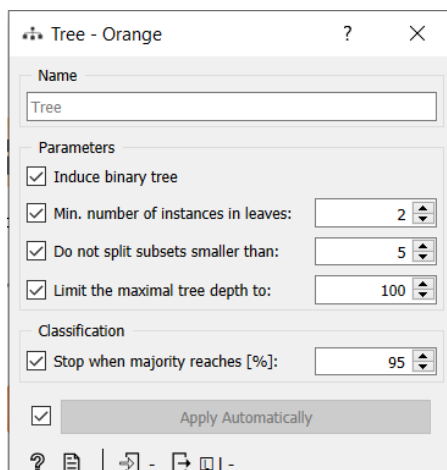 Tree - Orange ?
Name
Tree
Parameters
Induce binary tree
Min. number of instances in leaves: 2
Do not split subsets smaller than: 5
Limit the maximal tree depth to: 100
Classification
Stop when majority reaches [%]: 95
Apply Automatically
? | - -